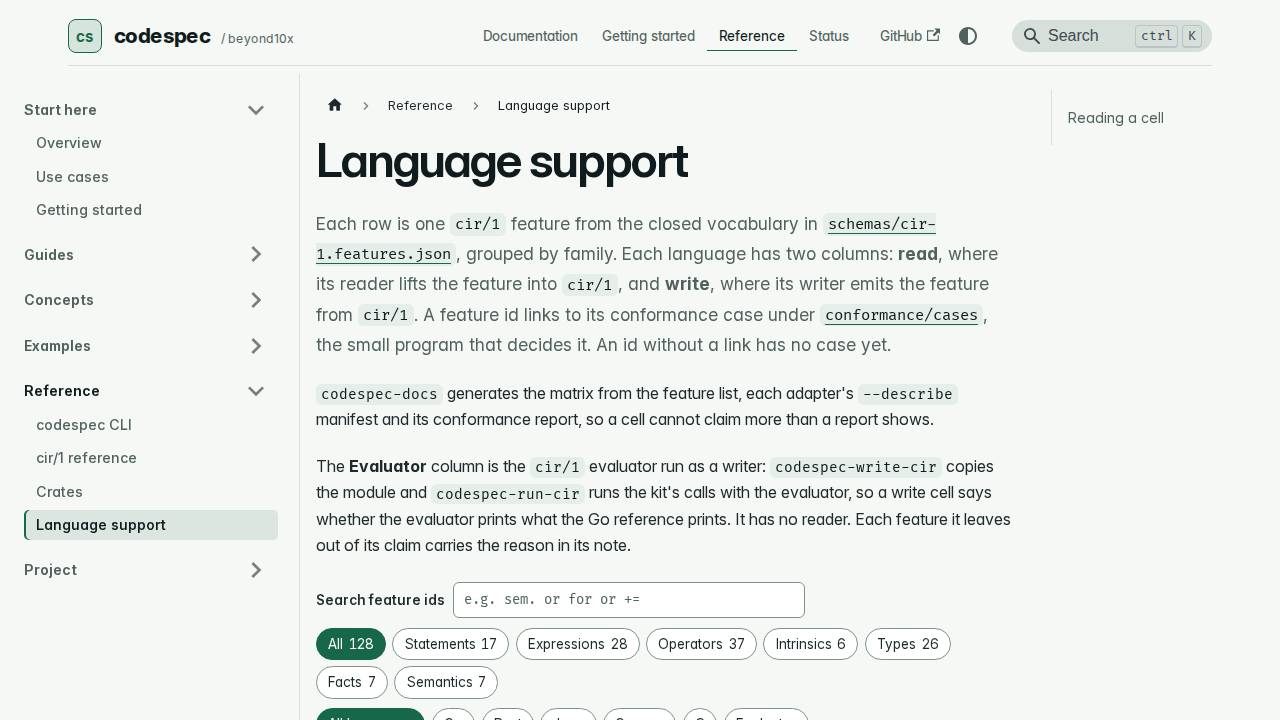 cs codespec / beyond10x Documentation Getting started Reference Status GitHub Search ctrl K
Start here
Overview
Use cases
Getting started
Guides
Concepts
Examples
Reference
codespec CLI
cir/1 reference
Crates
Language support
Project
Reference > Language support
Language support
Each row is one cir/1 feature from the closed vocabulary in schemas/cir-
1.features.json, grouped by family. Each language has two columns: read, where
its reader lifts the feature into cir/1, and write, where its writer emits the feature
from cir/1. A feature id links to its conformance case under conformance/cases,
the small program that decides it. An id without a link has no case yet.
codespec-docs generates the matrix from the feature list, each adapter's --describe
manifest and its conformance report, so a cell cannot claim more than a report shows.
The Evaluator column is the cir/1 evaluator run as a writer: codespec-write-cir copies
the module and codespec-run-cir runs the kit's calls with the evaluator, so a write cell says
whether the evaluator prints what the Go reference prints. It has no reader. Each feature it leaves
out of its claim carries the reason in its note.
Search feature ids e.g. sem. or for or +=
All 128 Statements 17 Expressions 28 Operators 37 Intrinsics 6 Types 26
Facts 7 Semantics 7
Reading a cell